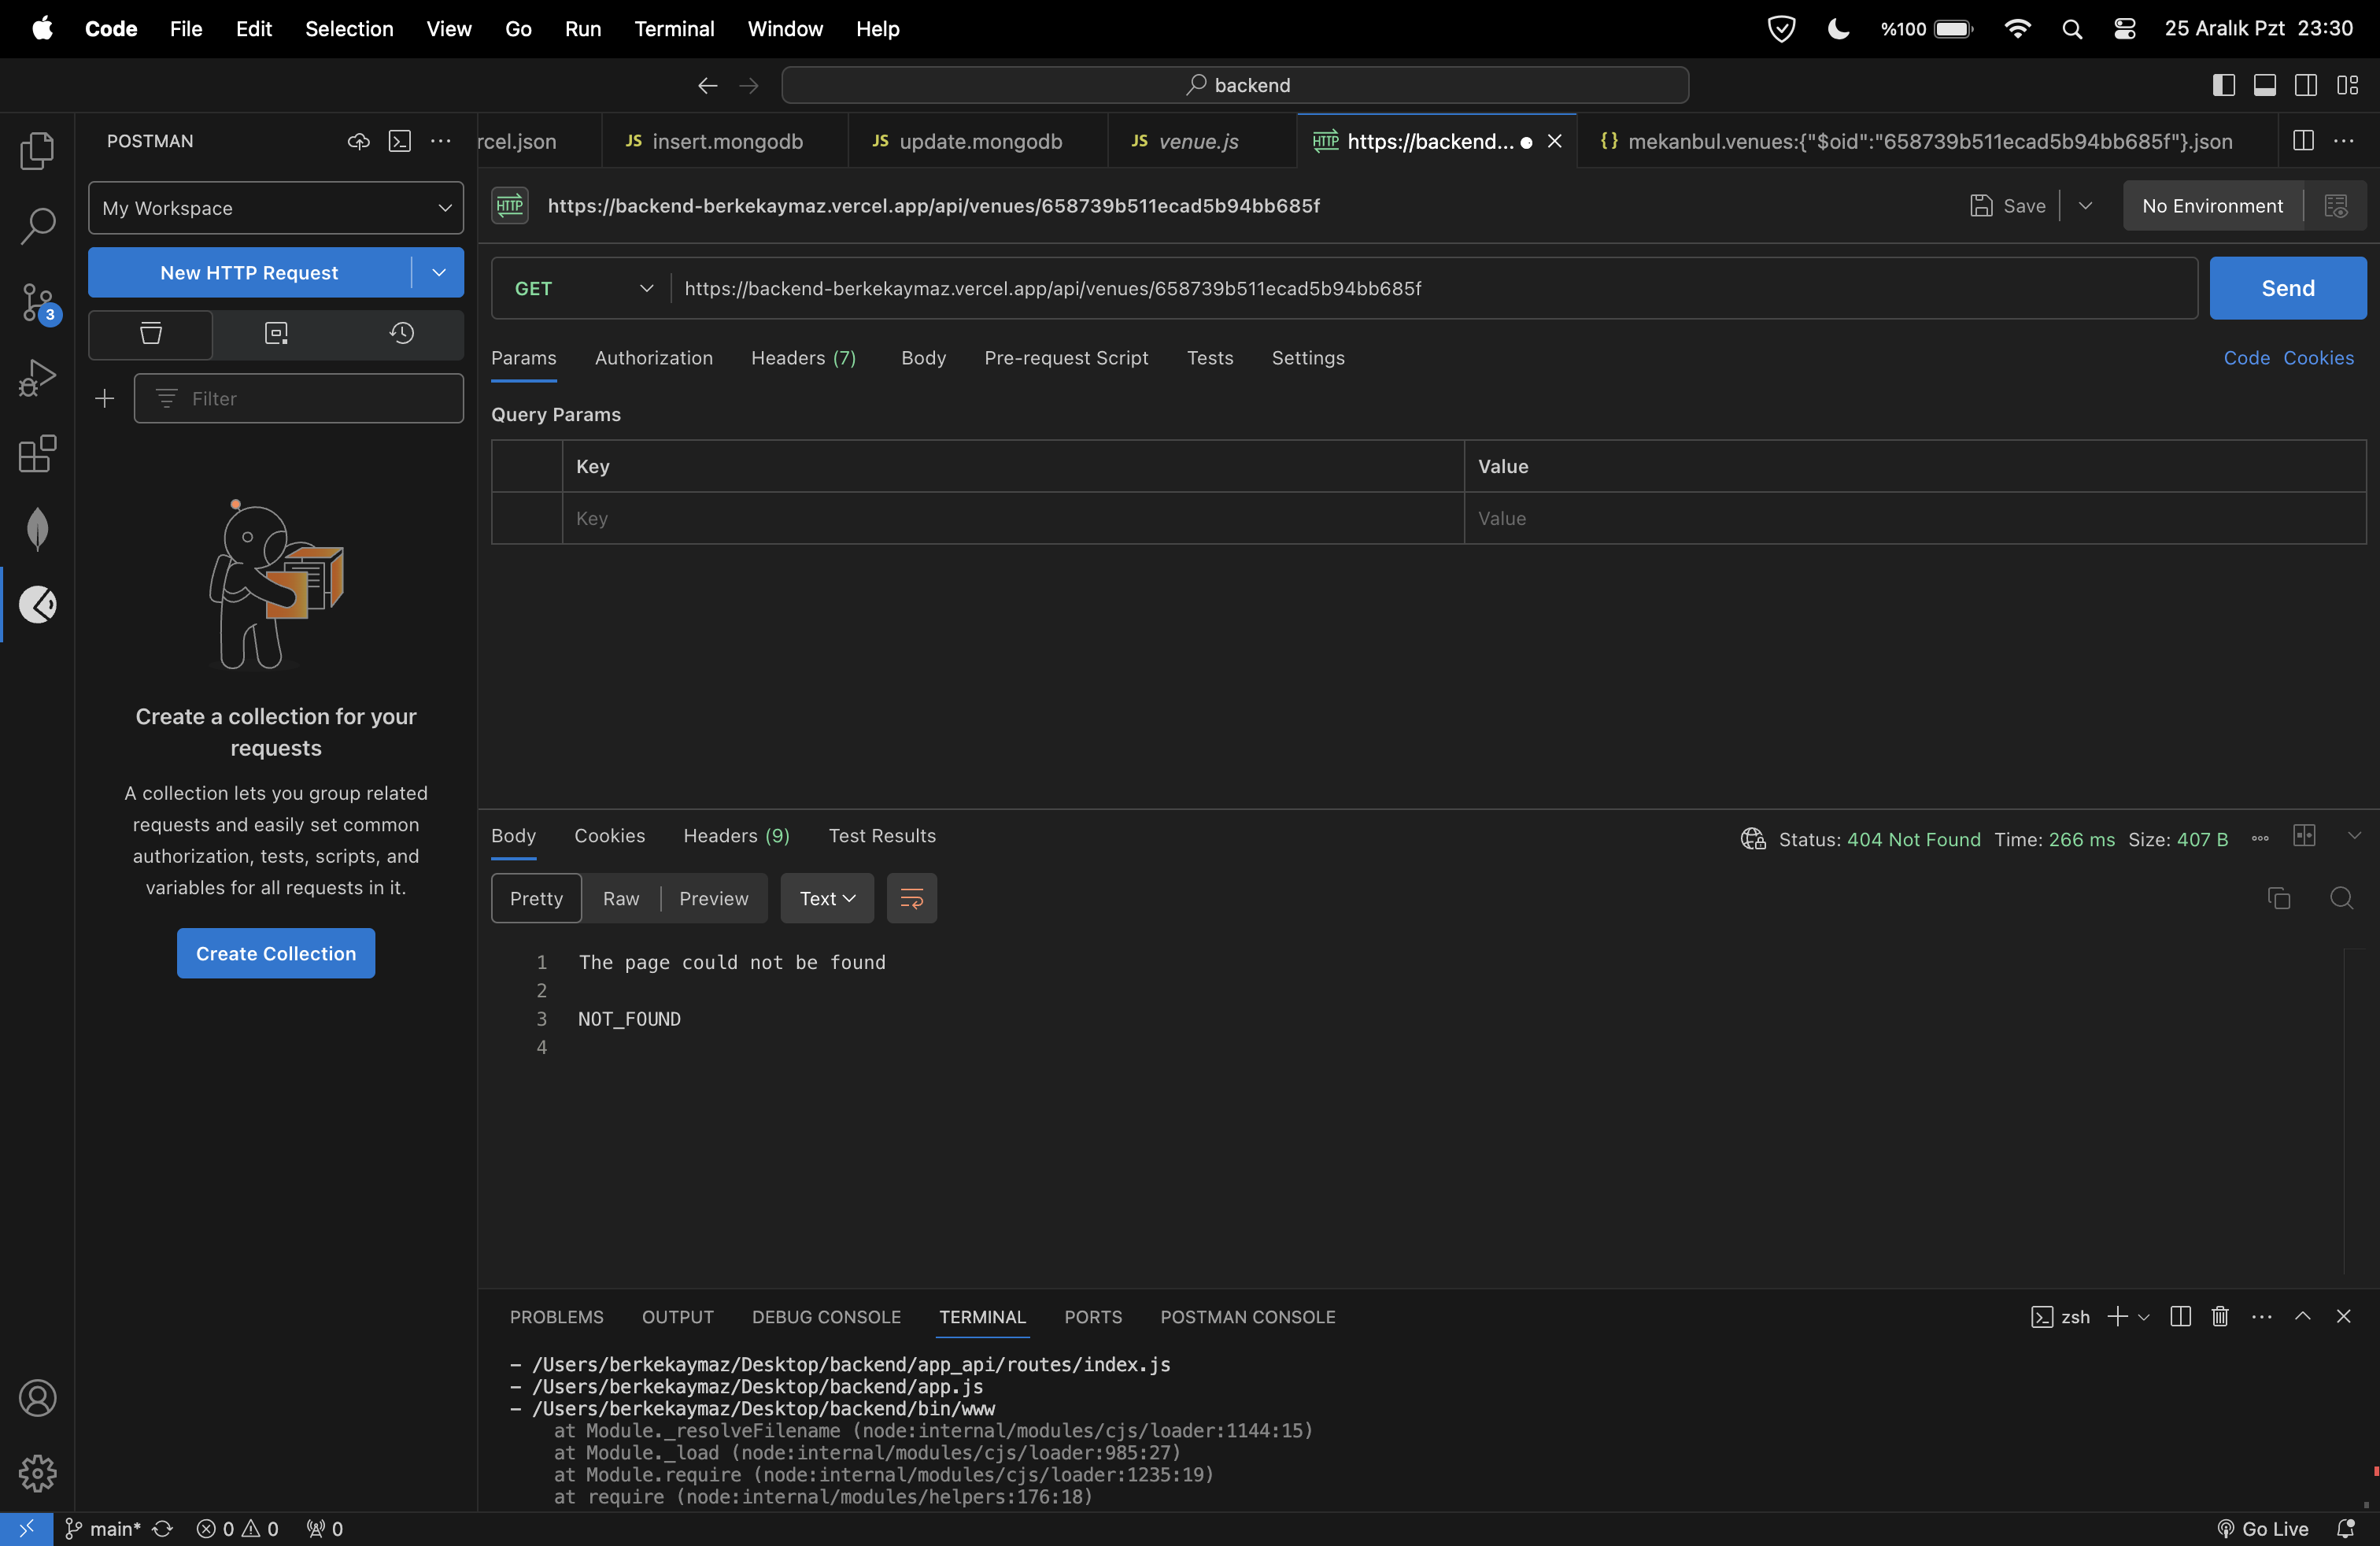 Code File Edit Selection View Go Run Terminal Window Help %100 25 Aralık Pzt 23:30
backend
POSTMAN
rcel.json JS insert.mongodb JS update.mongodb JS venue.js HTTP https://backend... {} mekanbul.venues:{"$oid":"658739b511ecad5b94bb685f"}.json
My Workspace
HTTP https://backend-berkekaymaz.vercel.app/api/venues/658739b511ecad5b94bb685f Save No Environment
New HTTP Request
GET https://backend-berkekaymaz.vercel.app/api/venues/658739b511ecad5b94bb685f Send
3
Params Authorization Headers (7) Body Pre-request Script Tests Settings Code Cookies
Filter
Query Params
Key Value
Key Value
Create a collection for your
requests
A collection lets you group related
requests and easily set common
authorization, tests, scripts, and
variables for all requests in it.
Create Collection
Body Cookies Headers (9) Test Results Status: 404 Not Found Time: 266 ms Size: 407 B
Pretty Raw Preview Text
1 The page could not be found
2
3 NOT_FOUND
4
PROBLEMS OUTPUT DEBUG CONSOLE TERMINAL PORTS POSTMAN CONSOLE zsh
- /Users/berkekaymaz/Desktop/backend/app_api/routes/index.js
- /Users/berkekaymaz/Desktop/backend/app.js
- /Users/berkekaymaz/Desktop/backend/bin/www
at Module._resolveFilename (node:internal/modules/cjs/loader:1144:15)
at Module._load (node:internal/modules/cjs/loader:985:27)
at Module.require (node:internal/modules/cjs/loader:1235:19)
at require (node:internal/modules/helpers:176:18)
main* 0 0 0 Go Live